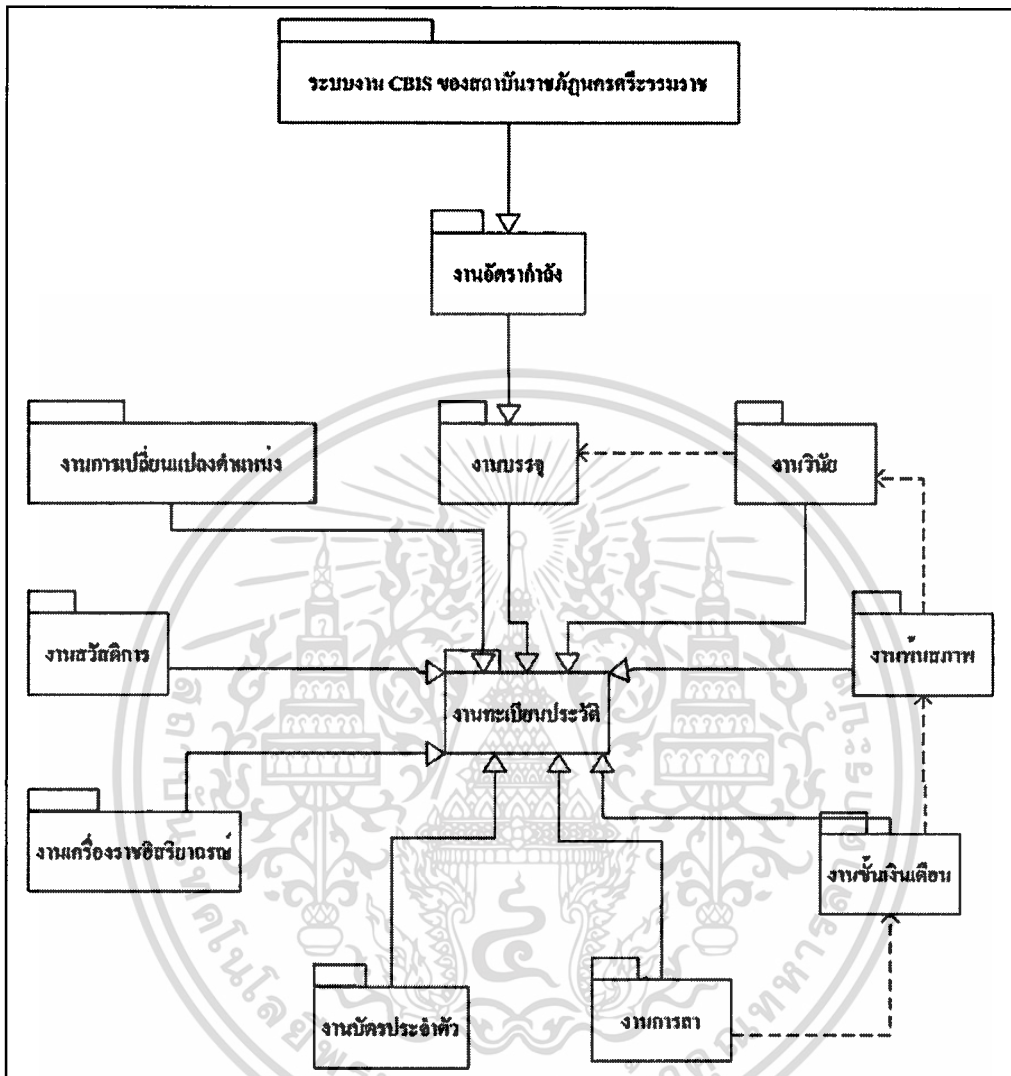 ระบบงาน CBIS ของสถาบันราชภัฏนครศรีธรรมราช
งานอัตรากำลัง
งานการเปลี่ยนแปลงตำแหน่ง
งานบรรจุ
งานวินัย
งานสวัสดิการ
งานพ้นสภาพ
งานทะเบียนประวัติ
งานเครื่องราชอิสริยาภรณ์
งานขั้นเงินเดือน
งานบัตรประจำตัว
งานการลา